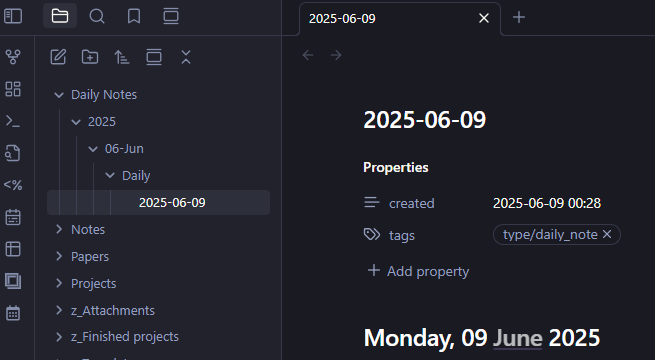 2025-06-09
Daily Notes
2025
06-Jun
Daily
2025-06-09
Notes
Papers
Projects
z_Attachments
z_Finished projects
<%
2025-06-09
Properties
created 2025-06-09 00:28
tags type/daily_note
Add property
Monday, 09 June 2025